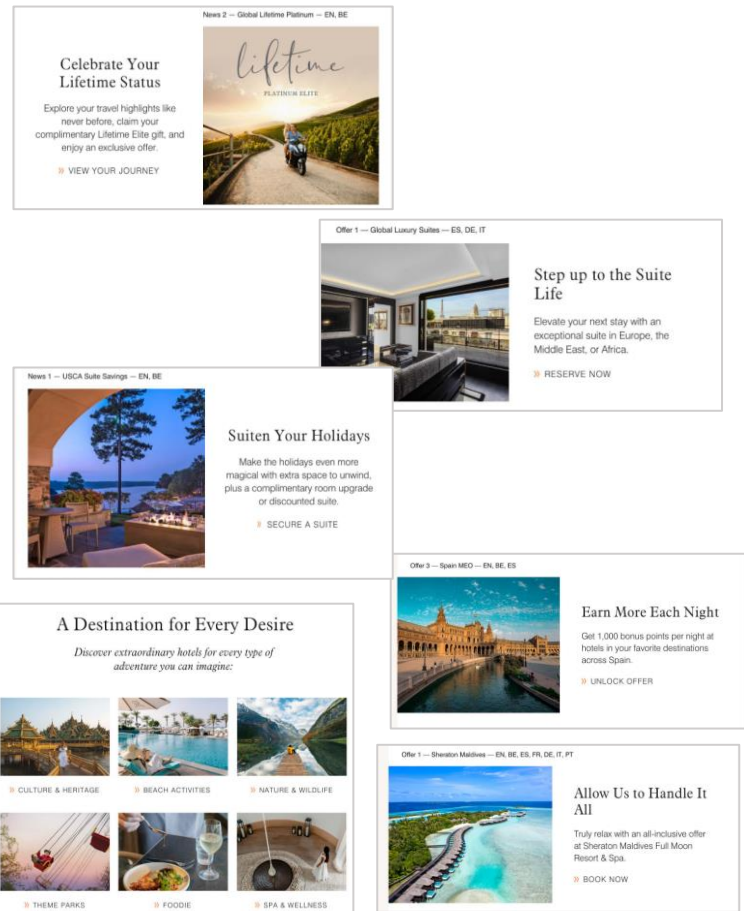 News 2 — Global Lifetime Platinum — EN, BE
Celebrate Your
Lifetime Status
Explore your travel highlights like
never before, claim your
complimentary Lifetime Elite gift, and
enjoy an exclusive offer.
» VIEW YOUR JOURNEY
lifetime
PLATINUM ELITE
Offer 1 — Global Luxury Suites — ES, DE, IT
Step up to the Suite
Life
Elevate your next stay with an
exceptional suite in Europe, the
Middle East, or Africa.
» RESERVE NOW
News 1 — USCA Suite Savings — EN, BE
Suiten Your Holidays
Make the holidays even more
magical with extra space to unwind,
plus a complimentary room upgrade
or discounted suite.
» SECURE A SUITE
Offer 3 — Spain MEO — EN, BE, ES
Earn More Each Night
Get 1,000 bonus points per night at
hotels in your favorite destinations
across Spain.
» UNLOCK OFFER
A Destination for Every Desire
Discover extraordinary hotels for every type of
adventure you can imagine:
» CULTURE & HERITAGE
» BEACH ACTIVITIES
» NATURE & WILDLIFE
» THEME PARKS
» FOODIE
» SPA & WELLNESS
Offer 1 — Sheraton Maldives — EN, BE, ES, FR, DE, IT, PT
Allow Us to Handle It
All
Truly relax with an all-inclusive offer
at Sheraton Maldives Full Moon
Resort & Spa.
» BOOK NOW